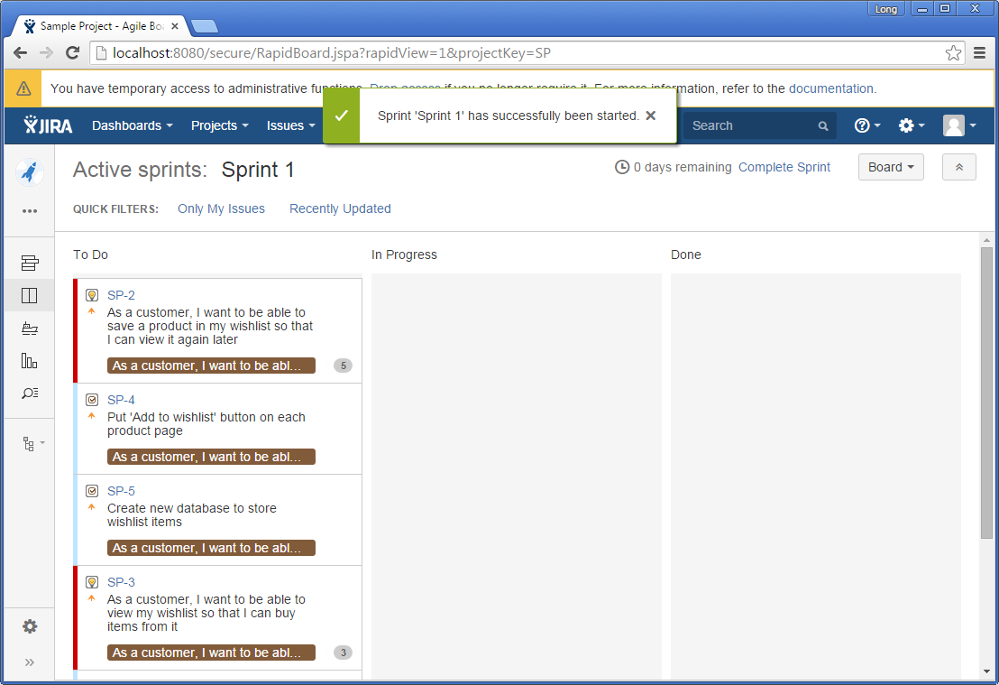 Long
Sample Project - Agile Boa
localhost:8080/secure/RapidBoard.jspa?rapidView=1&projectKey=SP
You have temporary access to administrative functions. Drop access if you no longer require it. For more information, refer to the documentation.
JIRA Dashboards Projects Issues Search
Sprint 'Sprint 1' has successfully been started.
Active sprints: Sprint 1
0 days remaining Complete Sprint Board
QUICK FILTERS: Only My Issues Recently Updated
To Do In Progress Done
SP-2
As a customer, I want to be able to
save a product in my wishlist so that
I can view it again later
As a customer, I want to be abl... 5
SP-4
Put 'Add to wishlist' button on each
product page
As a customer, I want to be abl...
SP-5
Create new database to store
wishlist items
As a customer, I want to be abl...
SP-3
As a customer, I want to be able to
view my wishlist so that I can buy
items from it
As a customer, I want to be abl... 3